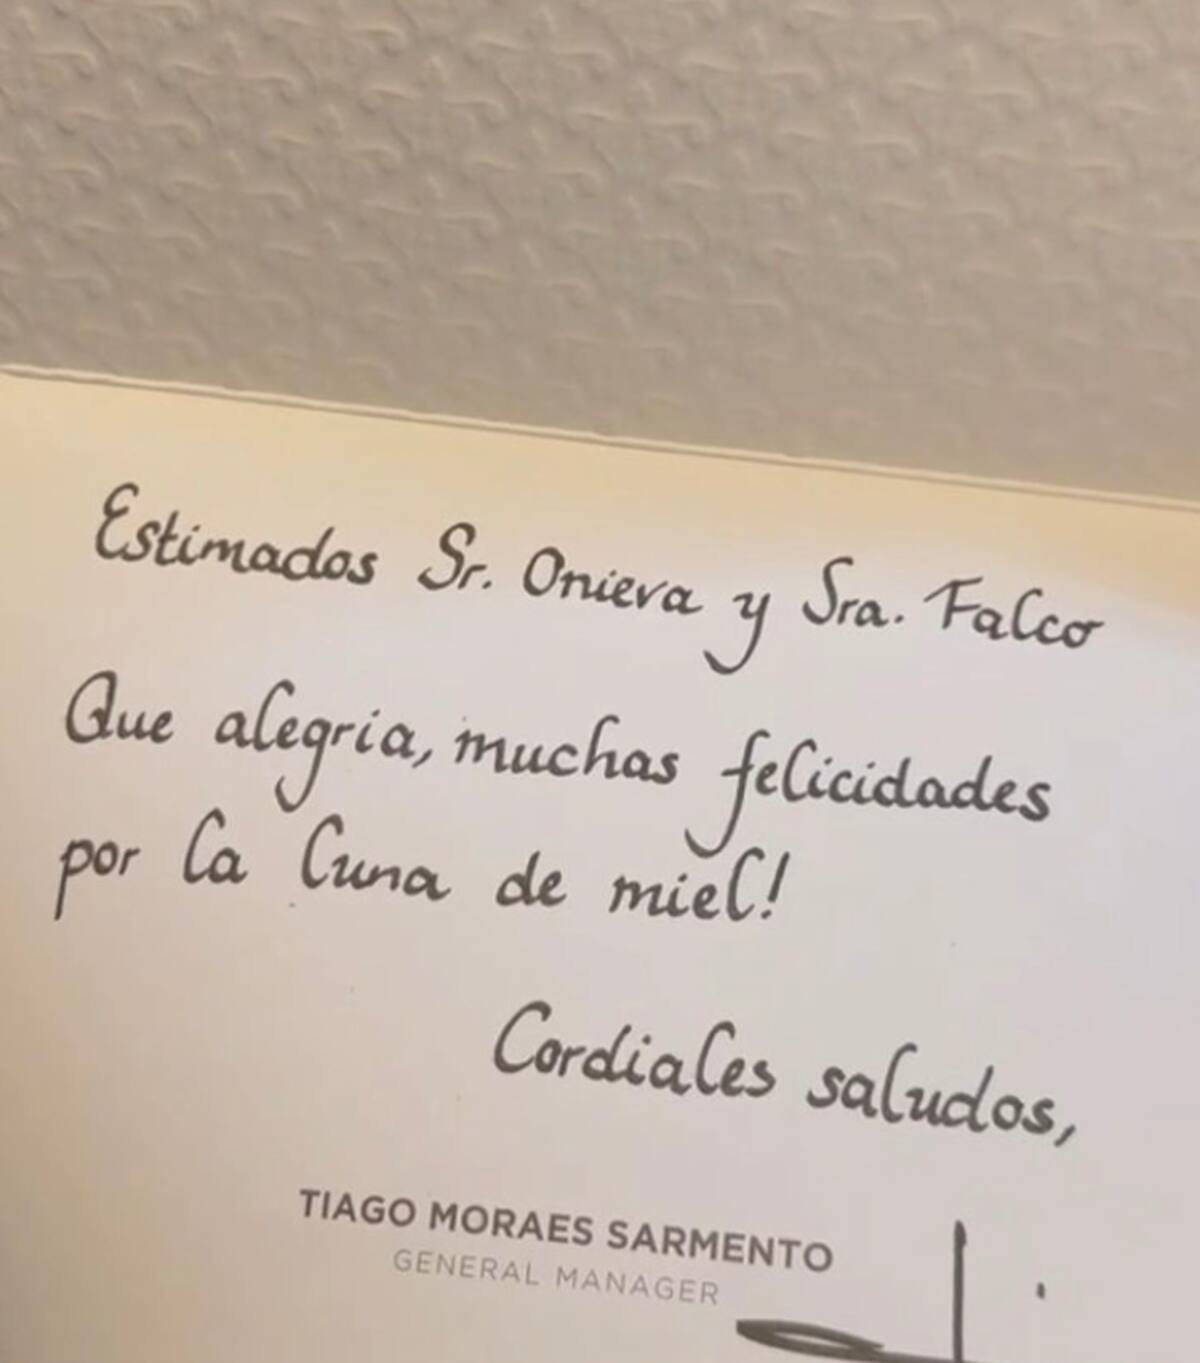 Estimados Sr. Onieva y Sra. Falco
Que alegria, muchas felicidades
por la luna de miel!
Cordiales saludos,
TIAGO MORAES SARMENTO
GENERAL MANAGER